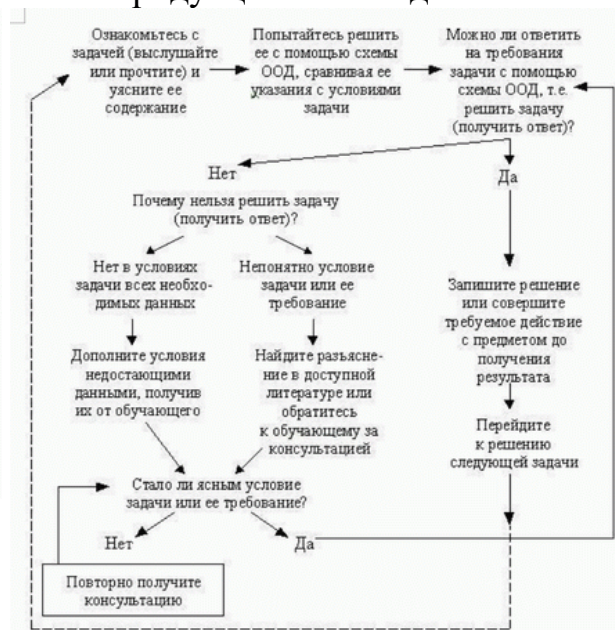 Ознакомьтесь с
задачей (выслушайте
или прочтите) и
уясните ее
содержание
Попытайтесь решить
ее с помощью схемы
ООД, сравнивая ее
указания с условиями
задачи
Можно ли ответить
на требования
задачи с помощью
схемы ООД, т.е.
решить задачу
(получить ответ)?
Нет
Да
Почему нельзя решить задачу
(получить ответ)?
Нет в условиях
задачи всех необхо-
димых данных
Непонятно условие
задачи или ее
требование
Запишите решение
или совершите
требуемое действие
с предметом до
получения
результата
Дополните условия
недостающими
данными, получив
их от обучающего
Найдите разъясне-
ние в доступной
литературе или
обратитесь
к обучающему за
консультацией
Перейдите
к решению
следующей задачи
Стало ли ясным условие
задачи или ее требование?
Нет
Да
Повторно получите
консультацию